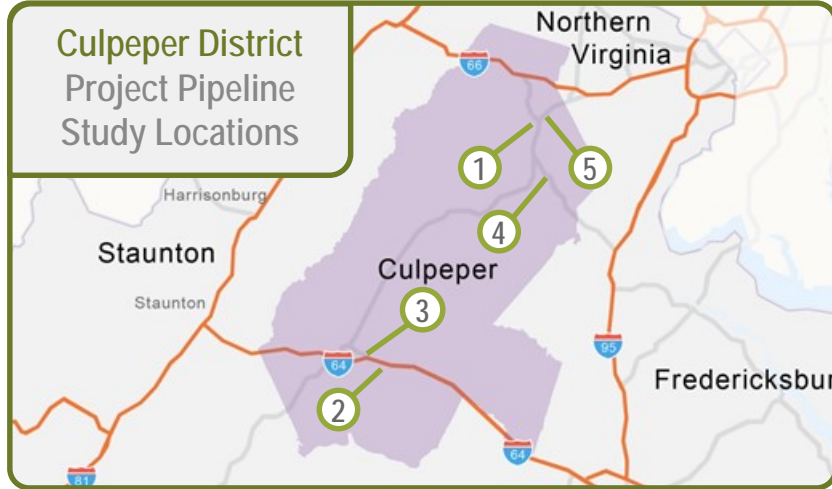 Culpeper District
Project Pipeline
Study Locations
Northern
Virginia
66
1
5
Harrisonburg
4
Staunton
Culpeper
Staunton
3
95
64
Fredericksbur
2
64
81